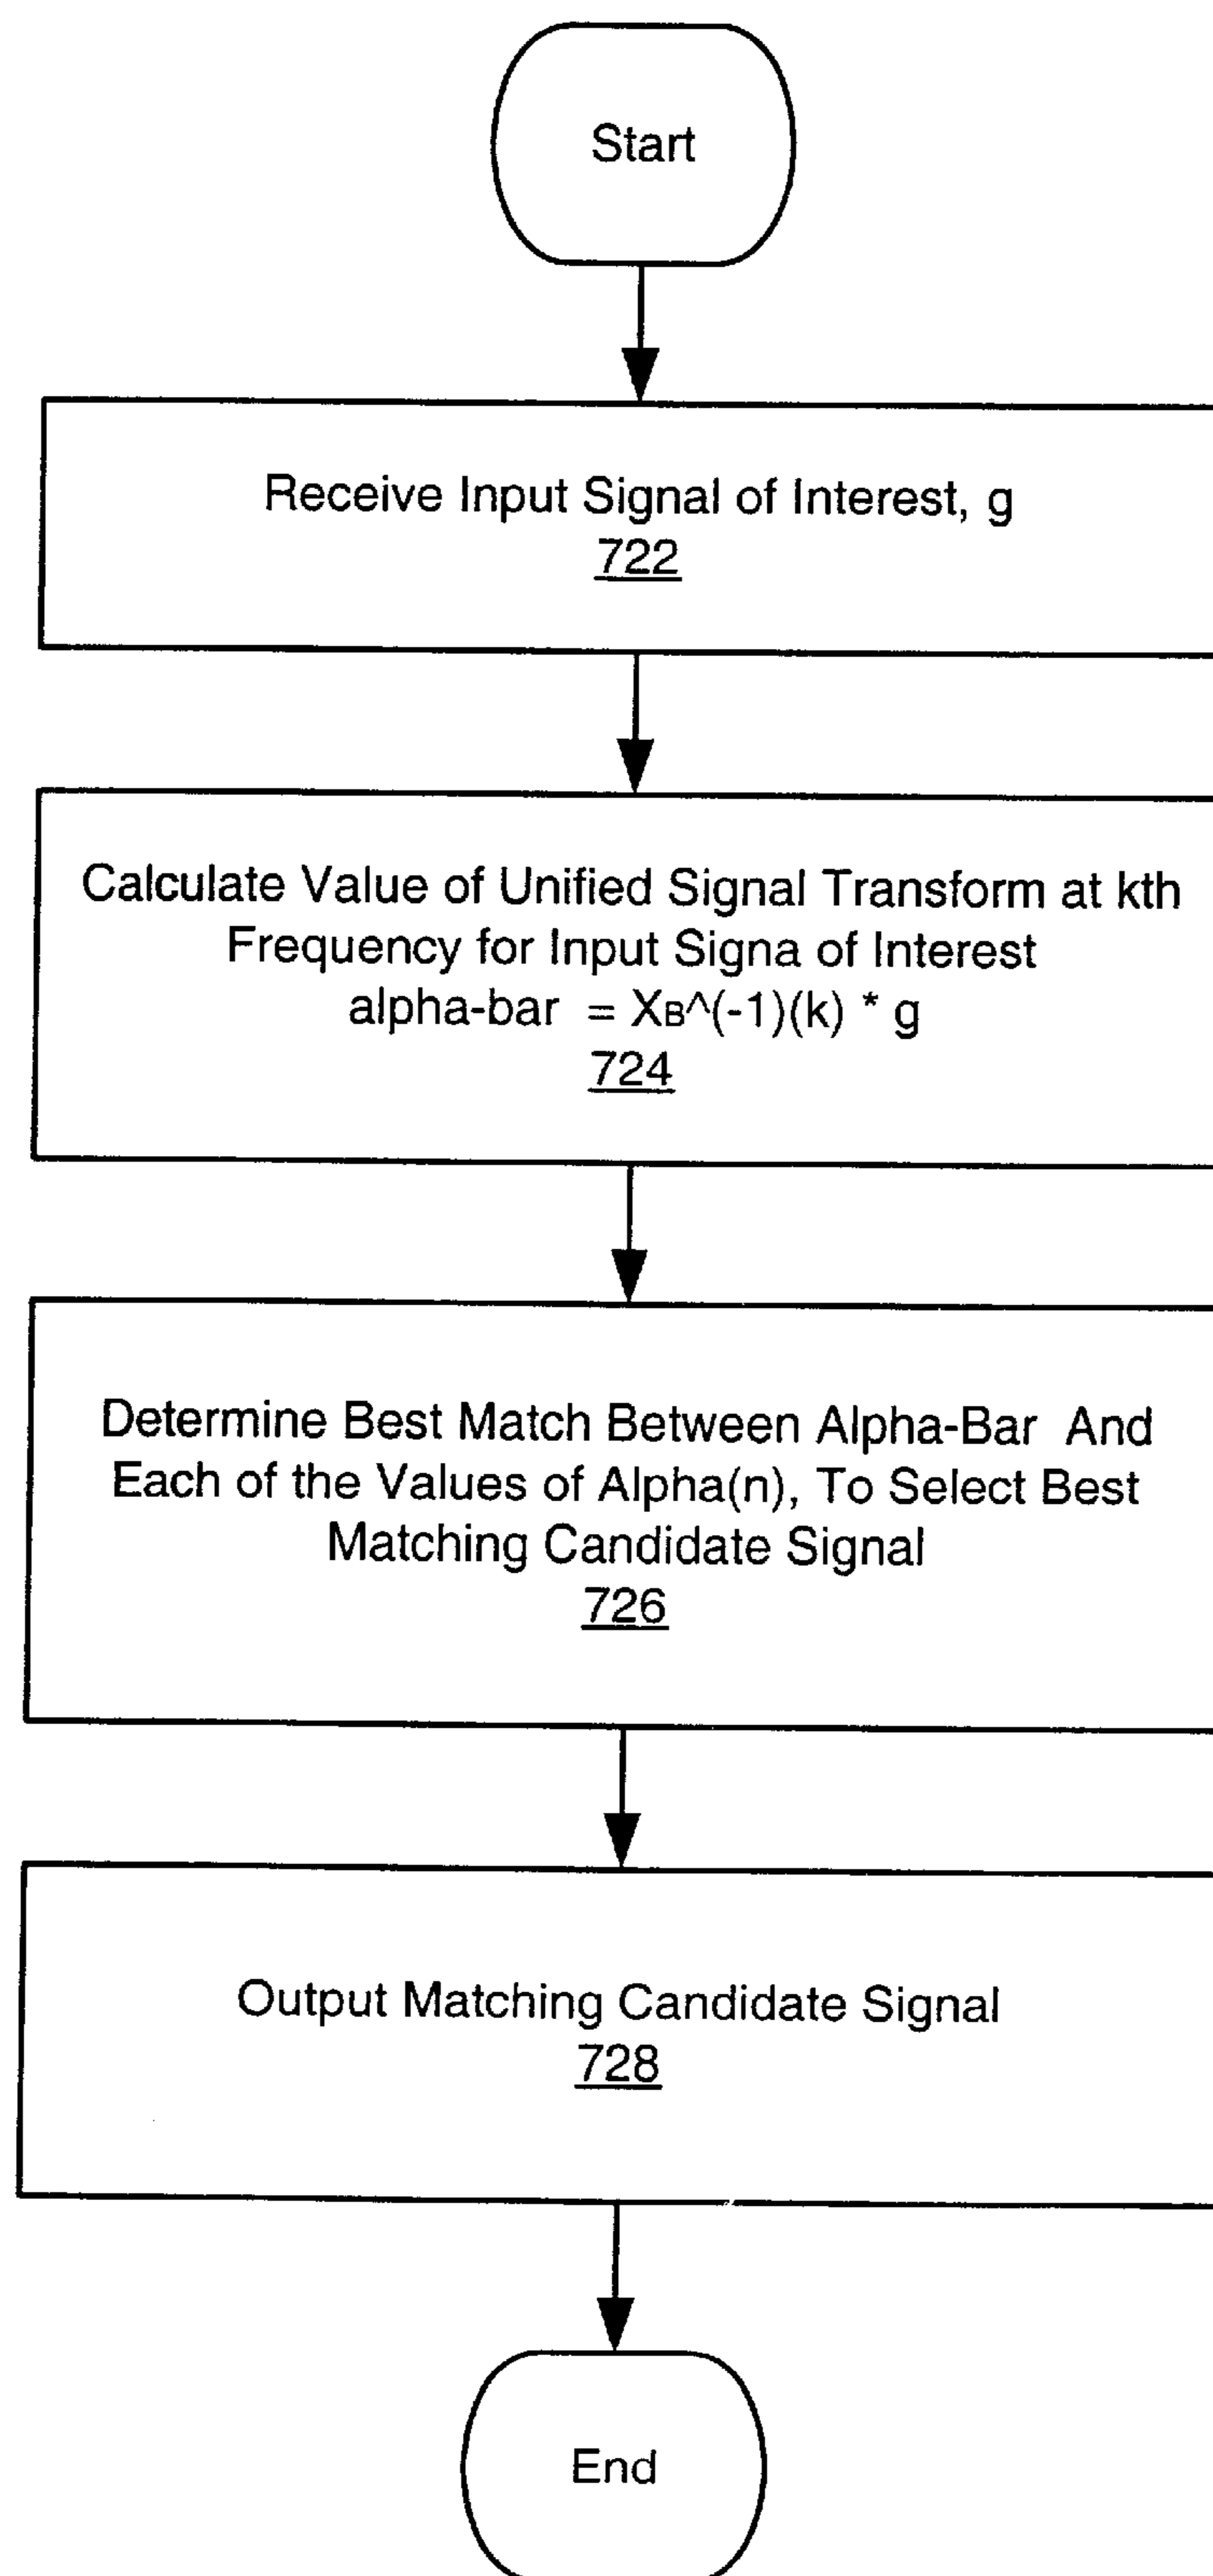 Start
Receive Input Signal of Interest, g
722
Calculate Value of Unified Signal Transform at kth
Frequency for Input Signa of Interest
alpha-bar = XB^(-1)(k) * g
724
Determine Best Match Between Alpha-Bar And
Each of the Values of Alpha(n), To Select Best
Matching Candidate Signal
726
Output Matching Candidate Signal
728
End